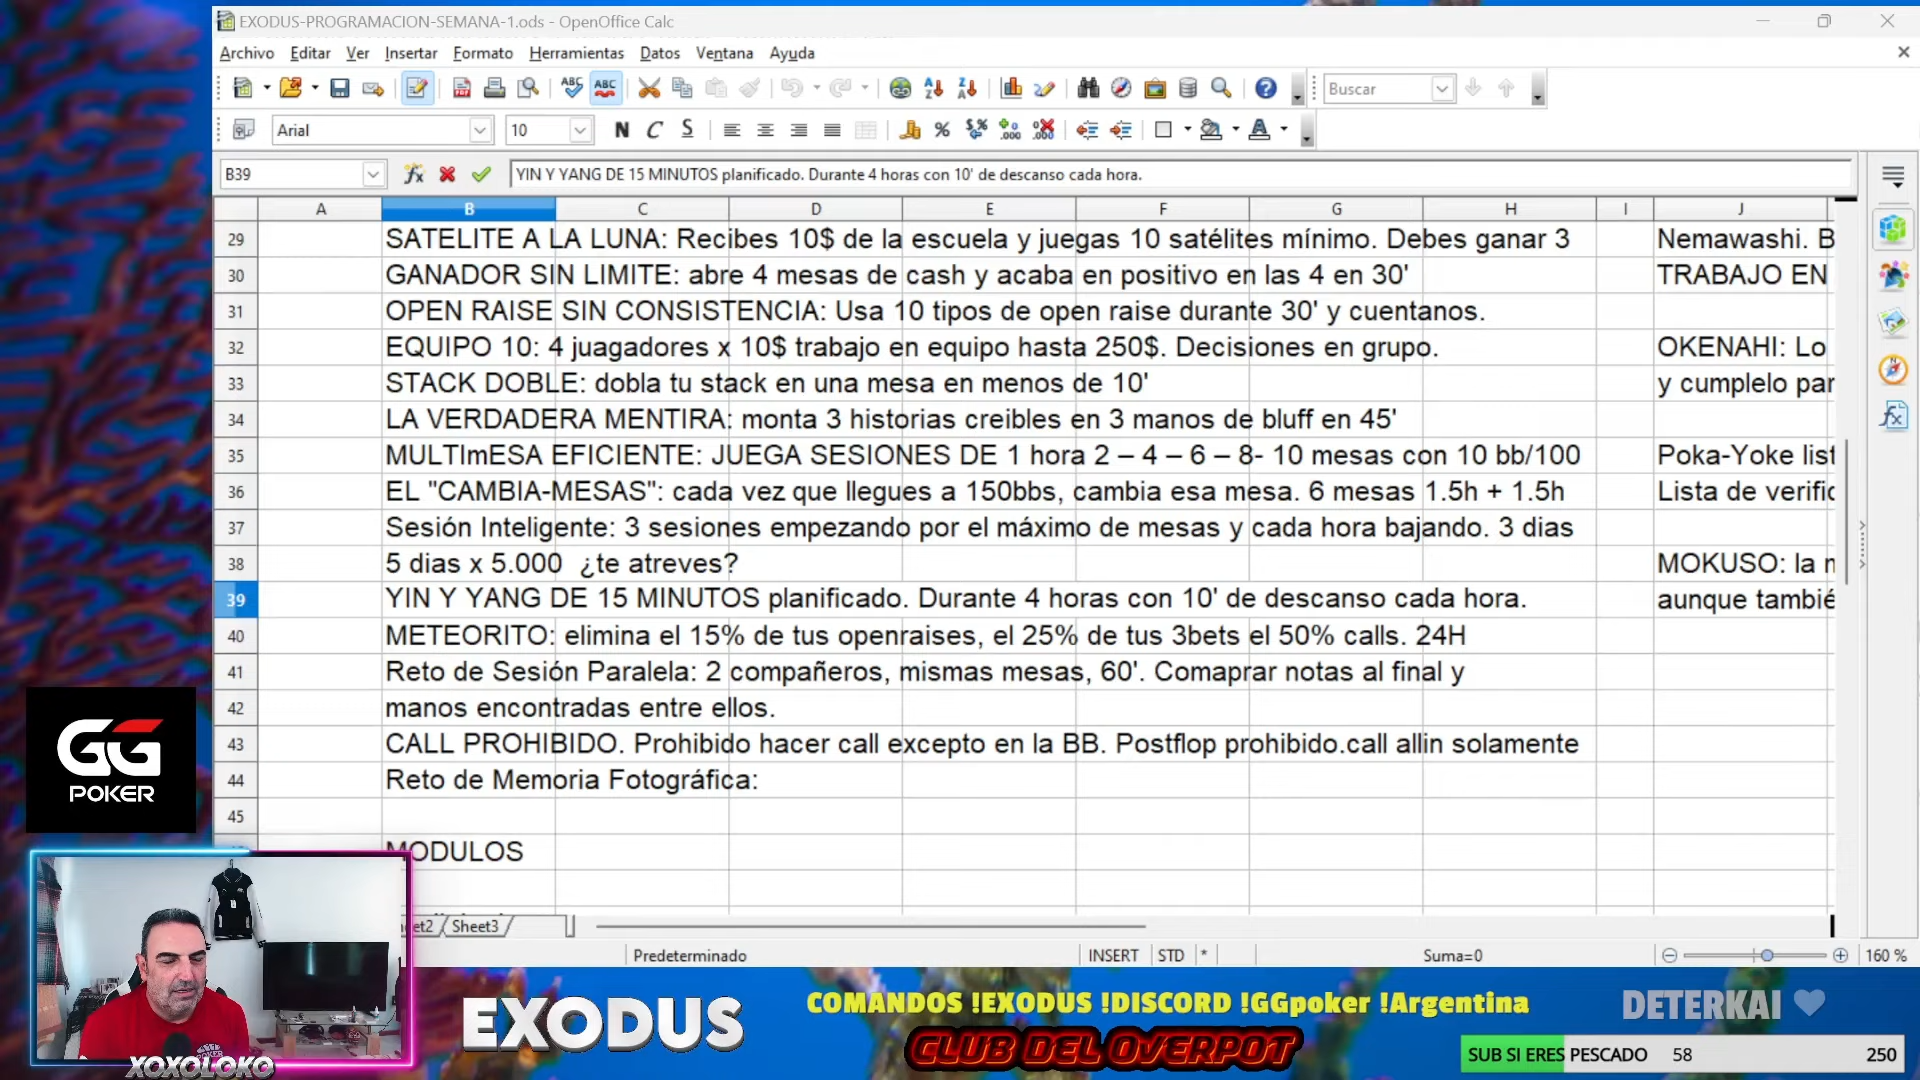 EXODUS-PROGRAMACION-SEMANA-1.ods - OpenOffice Calc
Archivo Editar Ver Insertar Formato Herramientas Datos Ventana Ayuda
Buscar
Arial 10 N C S
B39 YIN Y YANG DE 15 MINUTOS planificado. Durante 4 horas con 10' de descanso cada hora.
A B C D E F G H I J
29 SATELITE A LA LUNA: Recibes 10$ de la escuela y juegas 10 satélites mínimo. Debes ganar 3 Nemawashi. B
30 GANADOR SIN LIMITE: abre 4 mesas de cash y acaba en positivo en las 4 en 30' TRABAJO EN
31 OPEN RAISE SIN CONSISTENCIA: Usa 10 tipos de open raise durante 30' y cuentanos.
32 EQUIPO 10: 4 juagadores x 10$ trabajo en equipo hasta 250$. Decisiones en grupo. OKENAHI: Lo
33 STACK DOBLE: dobla tu stack en una mesa en menos de 10' y cumplelo par
34 LA VERDADERA MENTIRA: monta 3 historias creibles en 3 manos de bluff en 45'
35 MULTImESA EFICIENTE: JUEGA SESIONES DE 1 hora 2 – 4 – 6 – 8- 10 mesas con 10 bb/100 Poka-Yoke list
36 EL "CAMBIA-MESAS": cada vez que llegues a 150bbs, cambia esa mesa. 6 mesas 1.5h + 1.5h Lista de verific
37 Sesión Inteligente: 3 sesiones empezando por el máximo de mesas y cada hora bajando. 3 dias
38 5 dias x 5.000 ¿te atreves? MOKUSO: la m
39 YIN Y YANG DE 15 MINUTOS planificado. Durante 4 horas con 10' de descanso cada hora. aunque tambié
40 METEORITO: elimina el 15% de tus openraises, el 25% de tus 3bets el 50% calls. 24H
41 Reto de Sesión Paralela: 2 compañeros, mismas mesas, 60'. Comaprar notas al final y
42 manos encontradas entre ellos.
43 CALL PROHIBIDO. Prohibido hacer call excepto en la BB. Postflop prohibido.call allin solamente
44 Reto de Memoria Fotográfica:
45
MODULOS
Sheet3
Predeterminado INSERT STD * Suma=0 160 %
GG
POKER
XOXOLOKO
EXODUS
COMANDOS !EXODUS !DISCORD !GGpoker !Argentina
CLUB DEL OVERPOT
DETERKAI
SUB SI ERES PESCADO 58 250